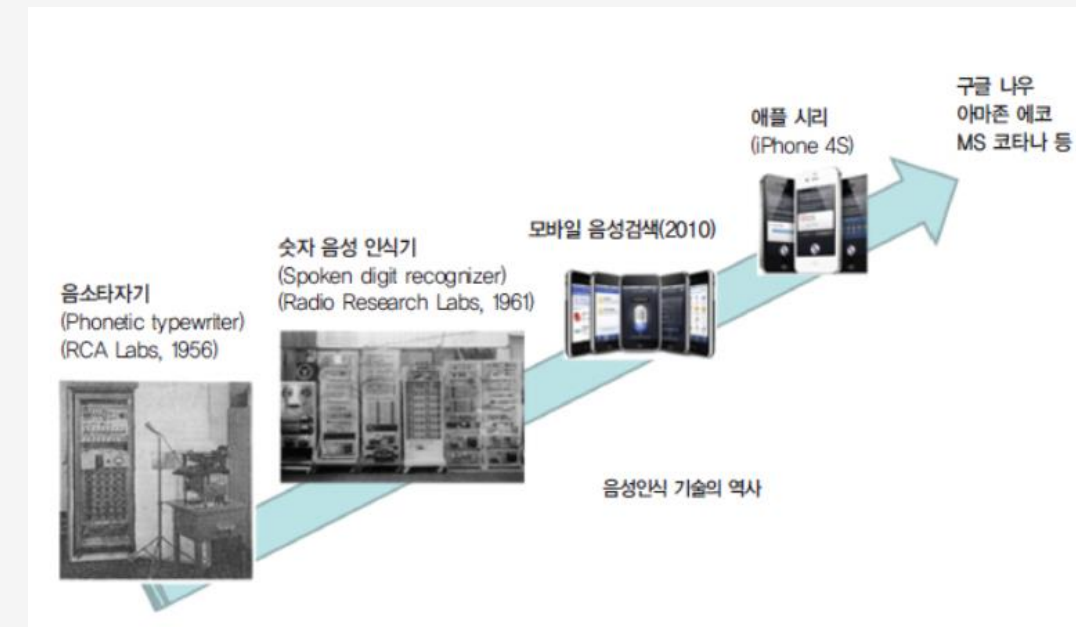 음소타자기
(Phonetic typewriter)
(RCA Labs, 1956)
숫자 음성 인식기
(Spoken digit recognizer)
(Radio Research Labs, 1961)
모바일 음성검색(2010)
애플 시리
(iPhone 4S)
구글 나우
아마존 에코
MS 코타나 등
음성인식 기술의 역사